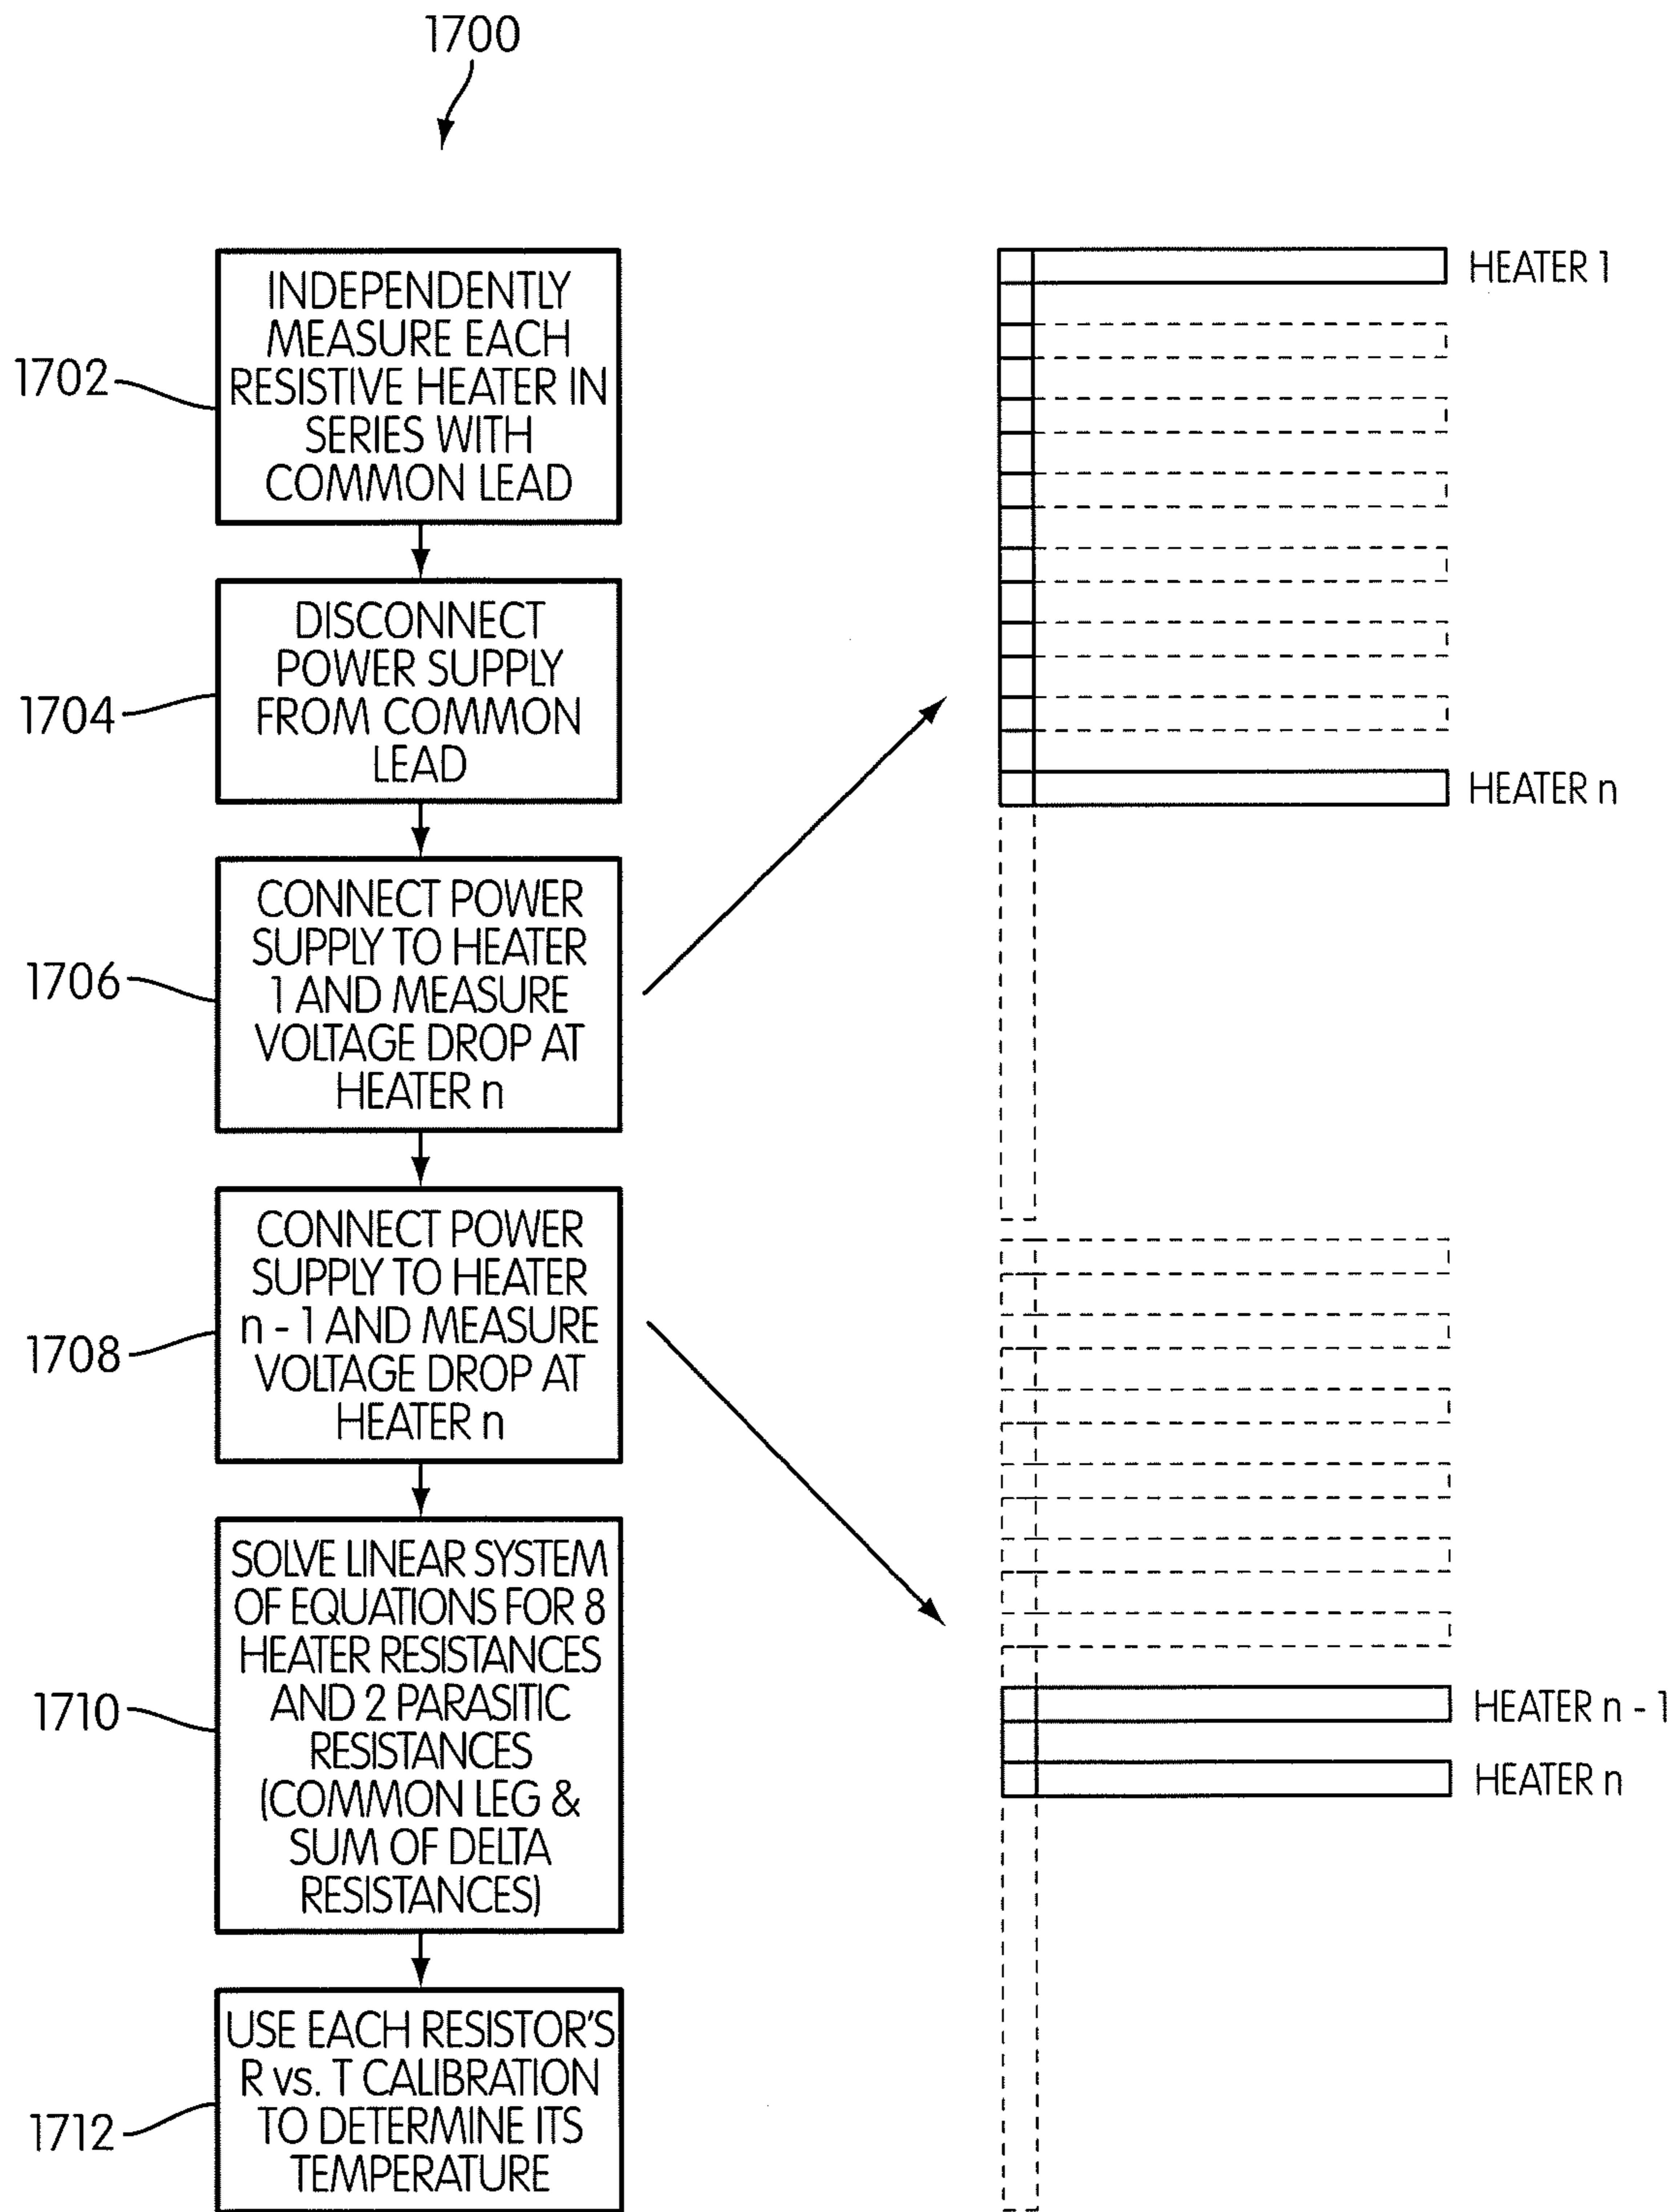 1700
1702
INDEPENDENTLY
MEASURE EACH
RESISTIVE HEATER IN
SERIES WITH
COMMON LEAD
1704
DISCONNECT
POWER SUPPLY
FROM COMMON
LEAD
1706
CONNECT POWER
SUPPLY TO HEATER
1 AND MEASURE
VOLTAGE DROP AT
HEATER n
1708
CONNECT POWER
SUPPLY TO HEATER
n - 1 AND MEASURE
VOLTAGE DROP AT
HEATER n
1710
SOLVE LINEAR SYSTEM
OF EQUATIONS FOR 8
HEATER RESISTANCES
AND 2 PARASITIC
RESISTANCES
(COMMON LEG &
SUM OF DELTA
RESISTANCES)
1712
USE EACH RESISTOR'S
R vs. T CALIBRATION
TO DETERMINE ITS
TEMPERATURE
HEATER 1
HEATER n
HEATER n - 1
HEATER n